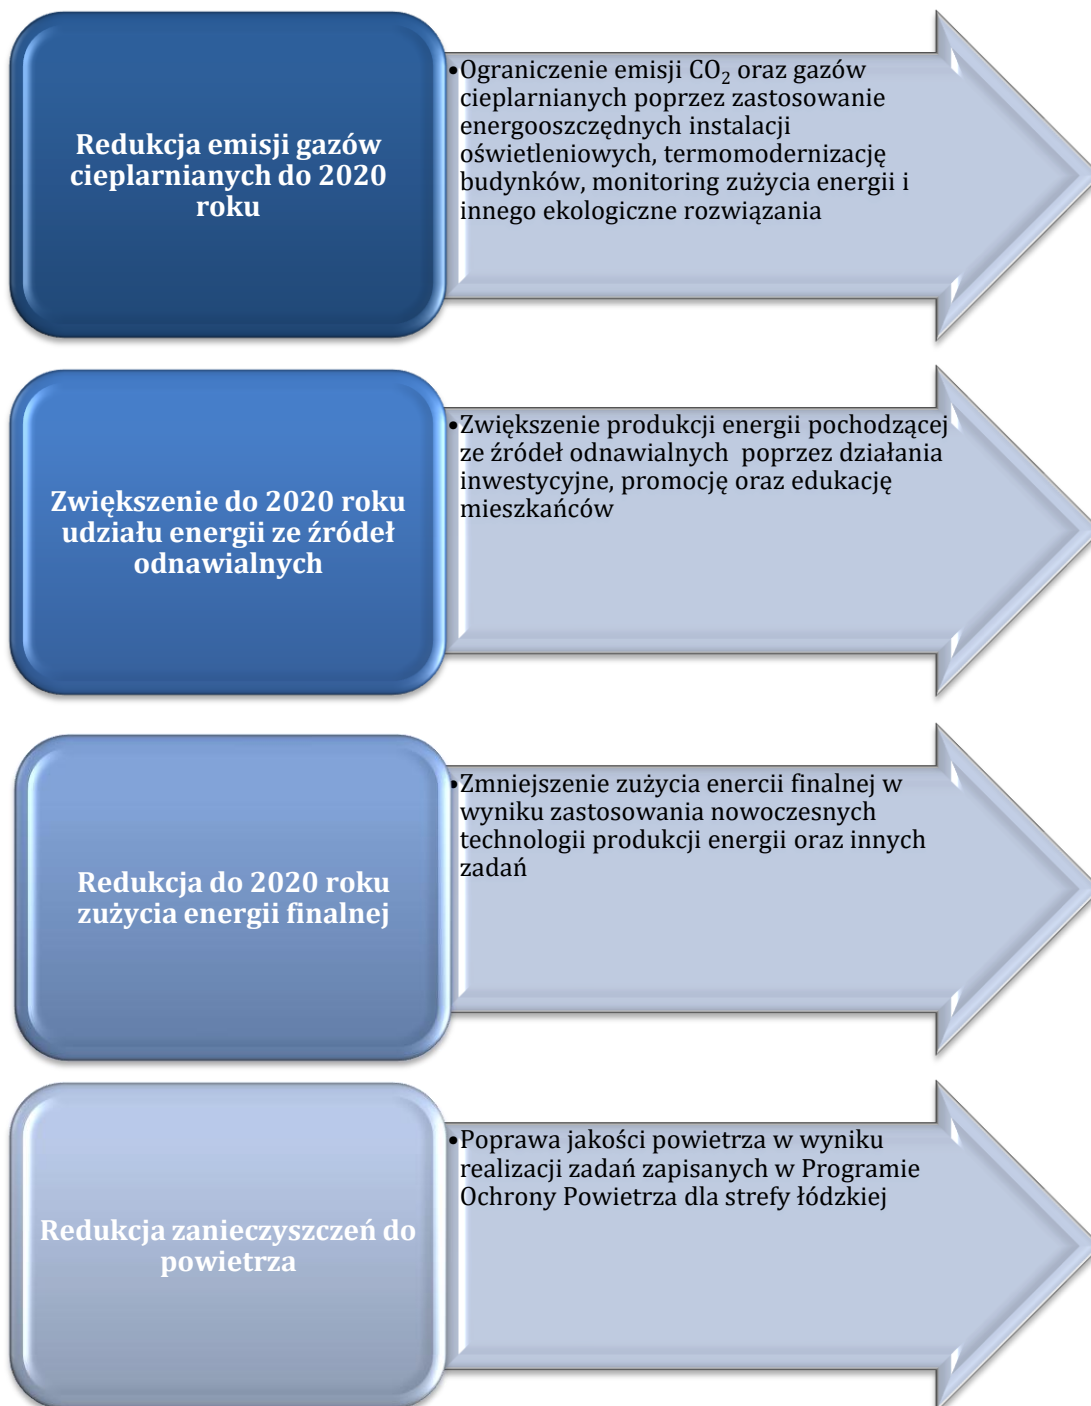 Redukcja emisji gazów
cieplarnianych do 2020
roku
•Ograniczenie emisji CO₂ oraz gazów
cieplarnianych poprzez zastosowanie
energooszczędnych instalacji
oświetleniowych, termomodernizację
budynków, monitoring zużycia energii i
innego ekologiczne rozwiązania
Zwiększenie do 2020 roku
udziału energii ze źródeł
odnawialnych
•Zwiększenie produkcji energii pochodzącej
ze źródeł odnawialnych poprzez działania
inwestycyjne, promocję oraz edukację
mieszkańców
Redukcja do 2020 roku
zużycia energii finalnej
•Zmniejszenie zużycia enercii finalnej w
wyniku zastosowania nowoczesnych
technologii produkcji energii oraz innych
zadań
Redukcja zanieczyszczeń do
powietrza
•Poprawa jakości powietrza w wyniku
realizacji zadań zapisanych w Programie
Ochrony Powietrza dla strefy łódzkiej